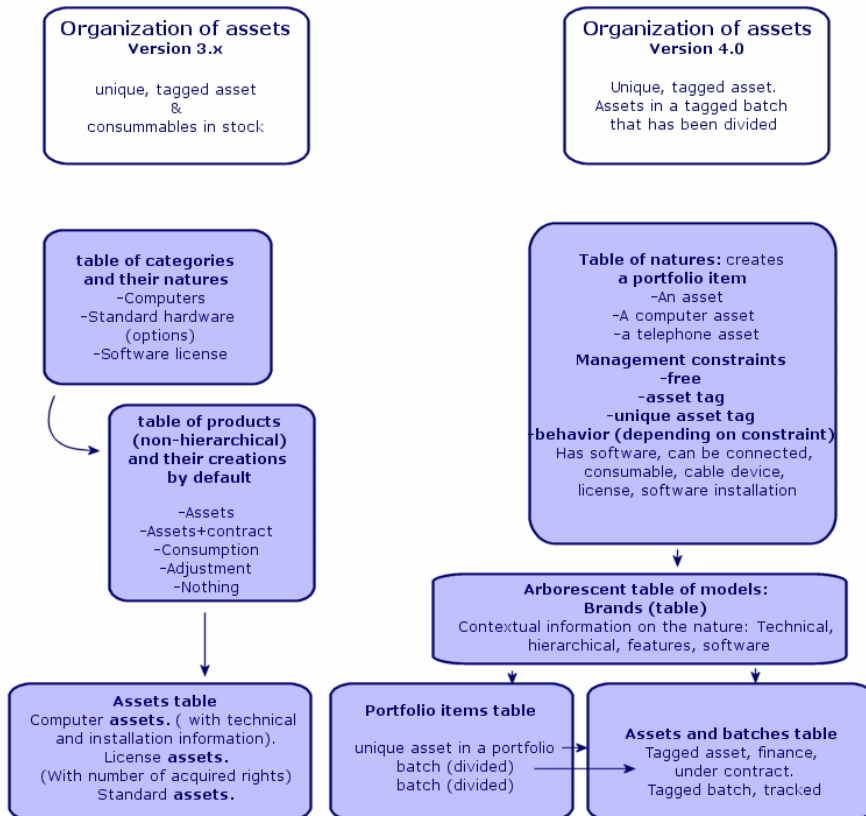 Organization of assets
Version 3.x
unique, tagged asset
&
consummables in stock
table of categories
and their natures
-Computers
-Standard hardware
(options)
-Software license
table of products
(non-hierarchical)
and their creations
by default
-Assets
-Assets+contract
-Consumption
-Adjustment
-Nothing
Assets table
Computer assets. ( with technical
and installation information).
License assets.
(With number of acquired rights)
Standard assets.
Organization of assets
Version 4.0
Unique, tagged asset.
Assets in a tagged batch
that has been divided
Table of natures: creates
a portfolio item
-An asset
-A computer asset
-a telephone asset
Management constraints
-free
-asset tag
-unique asset tag
-behavior (depending on constraint)
Has software, can be connected,
consumable, cable device,
license, software installation
Arborescent table of models:
Brands (table)
Contextual information on the nature: Technical,
hierarchical, features, software
Portfolio items table
unique asset in a portfolio
batch (divided)
batch (divided)
Assets and batches table
Tagged asset, finance,
under contract.
Tagged batch, tracked